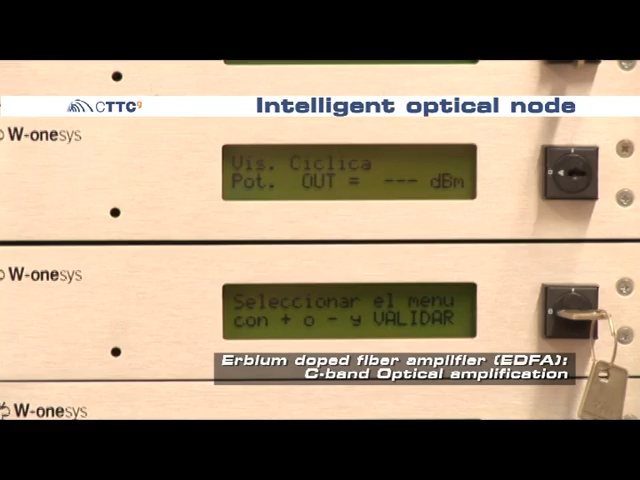 CTTC
Intelligent optical node
W-onesys
Vis. Ciclica
Pot. OUT = --- dBm
W-onesys
Seleccionar el menu
con + o - y VALIDAR
Erbium doped fiber amplifier (EDFA):
C-band Optical amplification
W-onesys